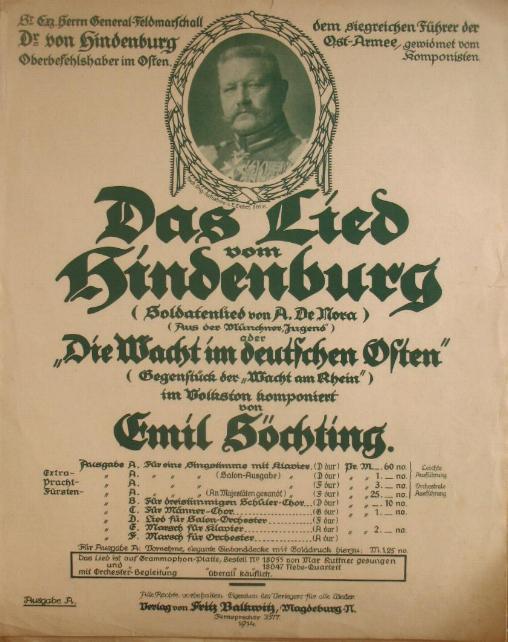 Sr. Exz. Herrn General-Feldmarschall
Dr. von Hindenburg
Oberbefehlshaber im Osten,
dem siegreichen Führer der
Ost-Armee, gewidmet vom
Komponisten.
Das Lied
vom
Hindenburg
( Soldatenlied von A. De Nora )
( Aus der Münchner „Jugend" )
oder
„Die Wacht im deutschen Osten"
( Gegenstück der „Wacht am Rhein" )
im Volkston komponiert
von
Emil Söchting.
Ausgabe A. Für eine Singstimme mit Klavier. (D dur) Pr. M. _. 60 no. Leichte Ausführung
Extra- „ A. „ „ „ (Salon-Ausgabe) „ (D dur) „ „ 1. _ no.
Pracht- „ A. „ „ „ „ (F dur) „ „ 3. _ no. Orchestrale Ausführung
Fürsten- „ A. „ „ (An Majestäten gesandt) „ (F dur) „ „ 25. _ no.
„ B. Für dreistimmigen Schüler-Chor (D dur) „ „ _. 10 no.
„ C. Für Männer-Chor (B dur) „ „ 1. _ no.
„ D. Lied für Salon-Orchester
„ E. Marsch für Klavier (A dur) „ „ 2. _ no.
„ F. Marsch für Orchester (A dur)
Für Ausgabe A: Vornehme, elegante Einbanddecke mit Golddruck hierzu: M. 1,25 no.
Das Lied ist auf Grammophon-Platte, Bestell No. 18055 von Max Kuttner gesungen
und „ 18047 Nebe-Quartett
mit Orchester-Begleitung überall käuflich.
Ausgabe A.
Alle Rechte vorbehalten. Eigentum des Verlegers für alle Länder.
Verlag von Fritz Balkwitz, Magdeburg-N.
Fernsprecher 3577.
1914.